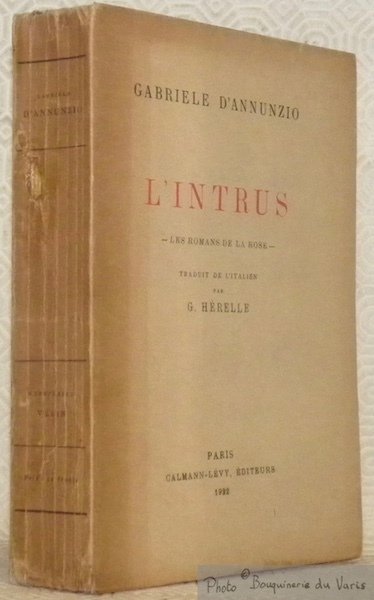 GABRIELE D'ANNUNZIO
L'INTRUS
— LES ROMANS DE LA ROSE —
TRADUIT DE L'ITALIEN
PAR
G. HÉRELLE
PARIS
CALMANN-LÉVY, ÉDITEURS
1922
GABRIELE
D'ANNUNZIO
Photo © Bouquinerie du Varis